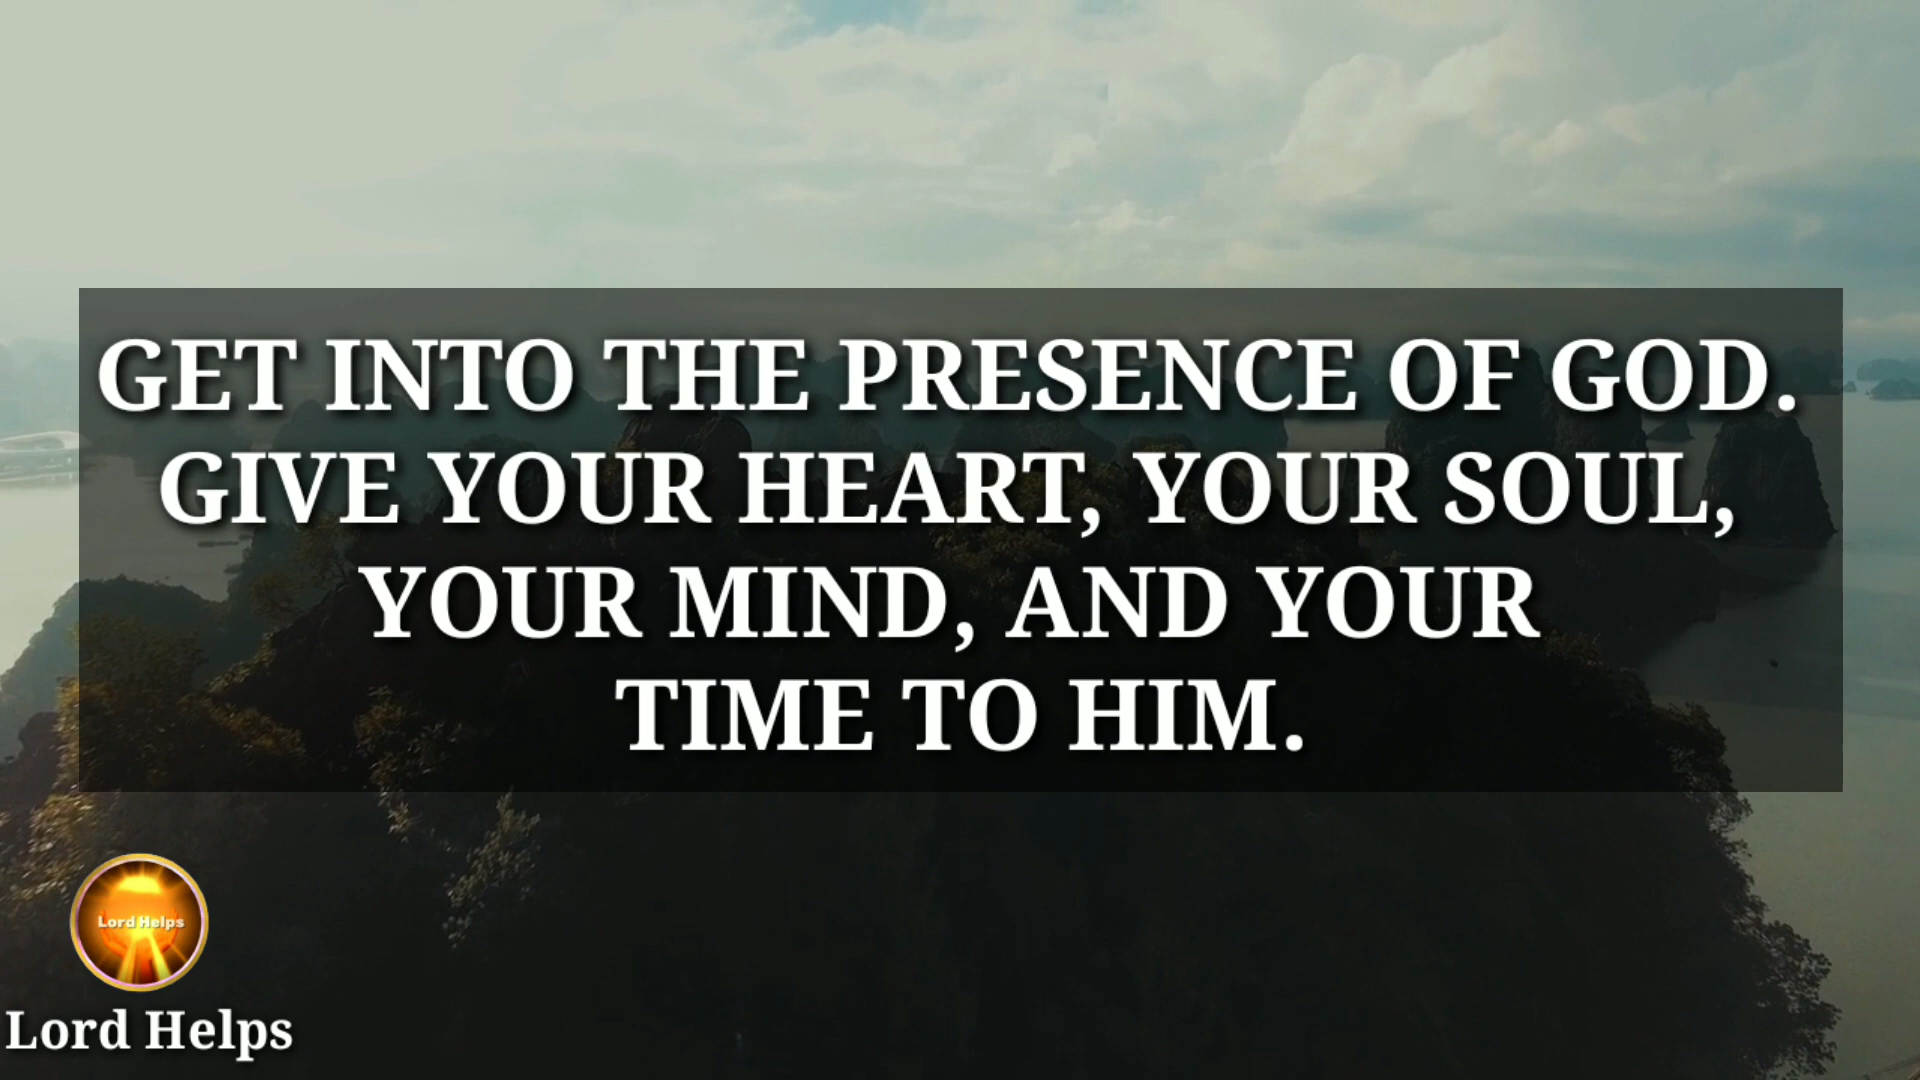 GET INTO THE PRESENCE OF GOD.
GIVE YOUR HEART, YOUR SOUL,
YOUR MIND, AND YOUR
TIME TO HIM.
Lord Helps
Lord Helps